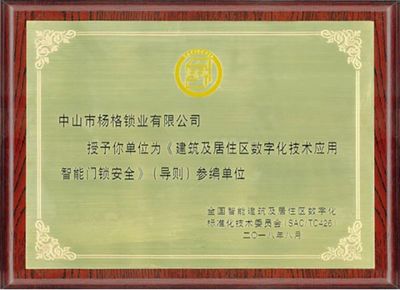 中山市杨格锁业有限公司
授予你单位为《建筑及居住区数字化技术应用
智能门锁安全》（导则）参编单位
全国智能建筑及居住区数字化
标准化技术委员会（SAC/TC426
二〇一八年八月